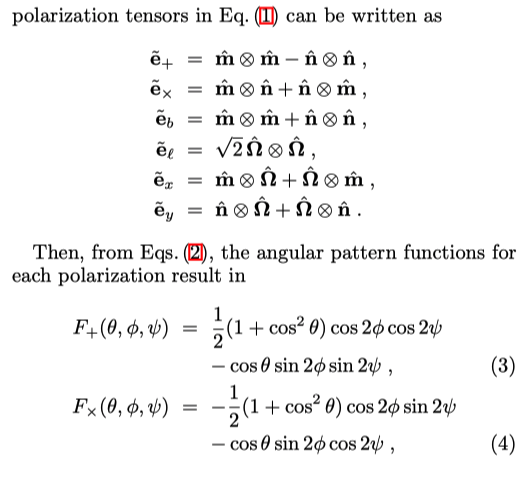 polarization tensors in Eq. (1) can be written as
ẽ₊ = m̂ ⊗ m̂ − n̂ ⊗ n̂ ,
ẽ× = m̂ ⊗ n̂ + n̂ ⊗ m̂ ,
ẽ_b = m̂ ⊗ m̂ + n̂ ⊗ n̂ ,
ẽ_ℓ = √2 Ω̂ ⊗ Ω̂ ,
ẽ_x = m̂ ⊗ Ω̂ + Ω̂ ⊗ m̂ ,
ẽ_y = n̂ ⊗ Ω̂ + Ω̂ ⊗ n̂ .
Then, from Eqs. (2), the angular pattern functions for
each polarization result in
F₊(θ, ϕ, ψ) = 1/2 (1 + cos² θ) cos 2ϕ cos 2ψ
− cos θ sin 2ϕ sin 2ψ , (3)
F×(θ, ϕ, ψ) = −1/2 (1 + cos² θ) cos 2ϕ sin 2ψ
− cos θ sin 2ϕ cos 2ψ , (4)